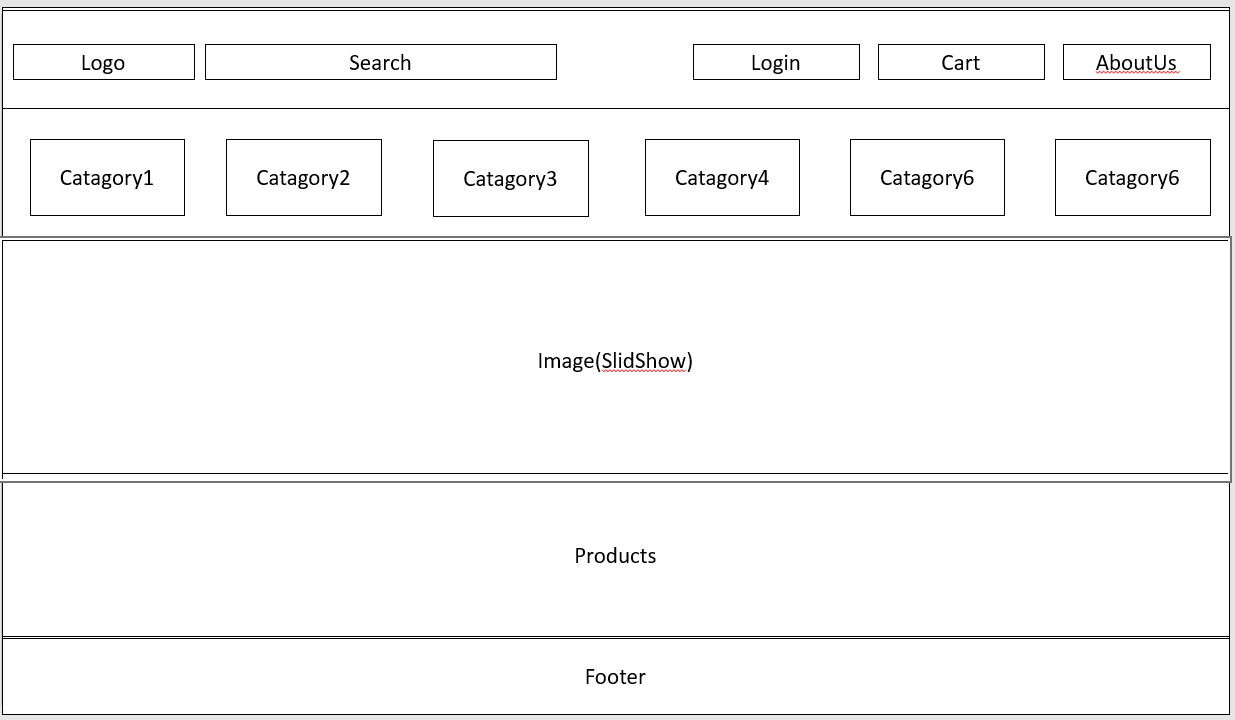 Logo
Search
Login
Cart
AboutUs
Catagory1
Catagory2
Catagory3
Catagory4
Catagory6
Catagory6
Image(SlidShow)
Products
Footer